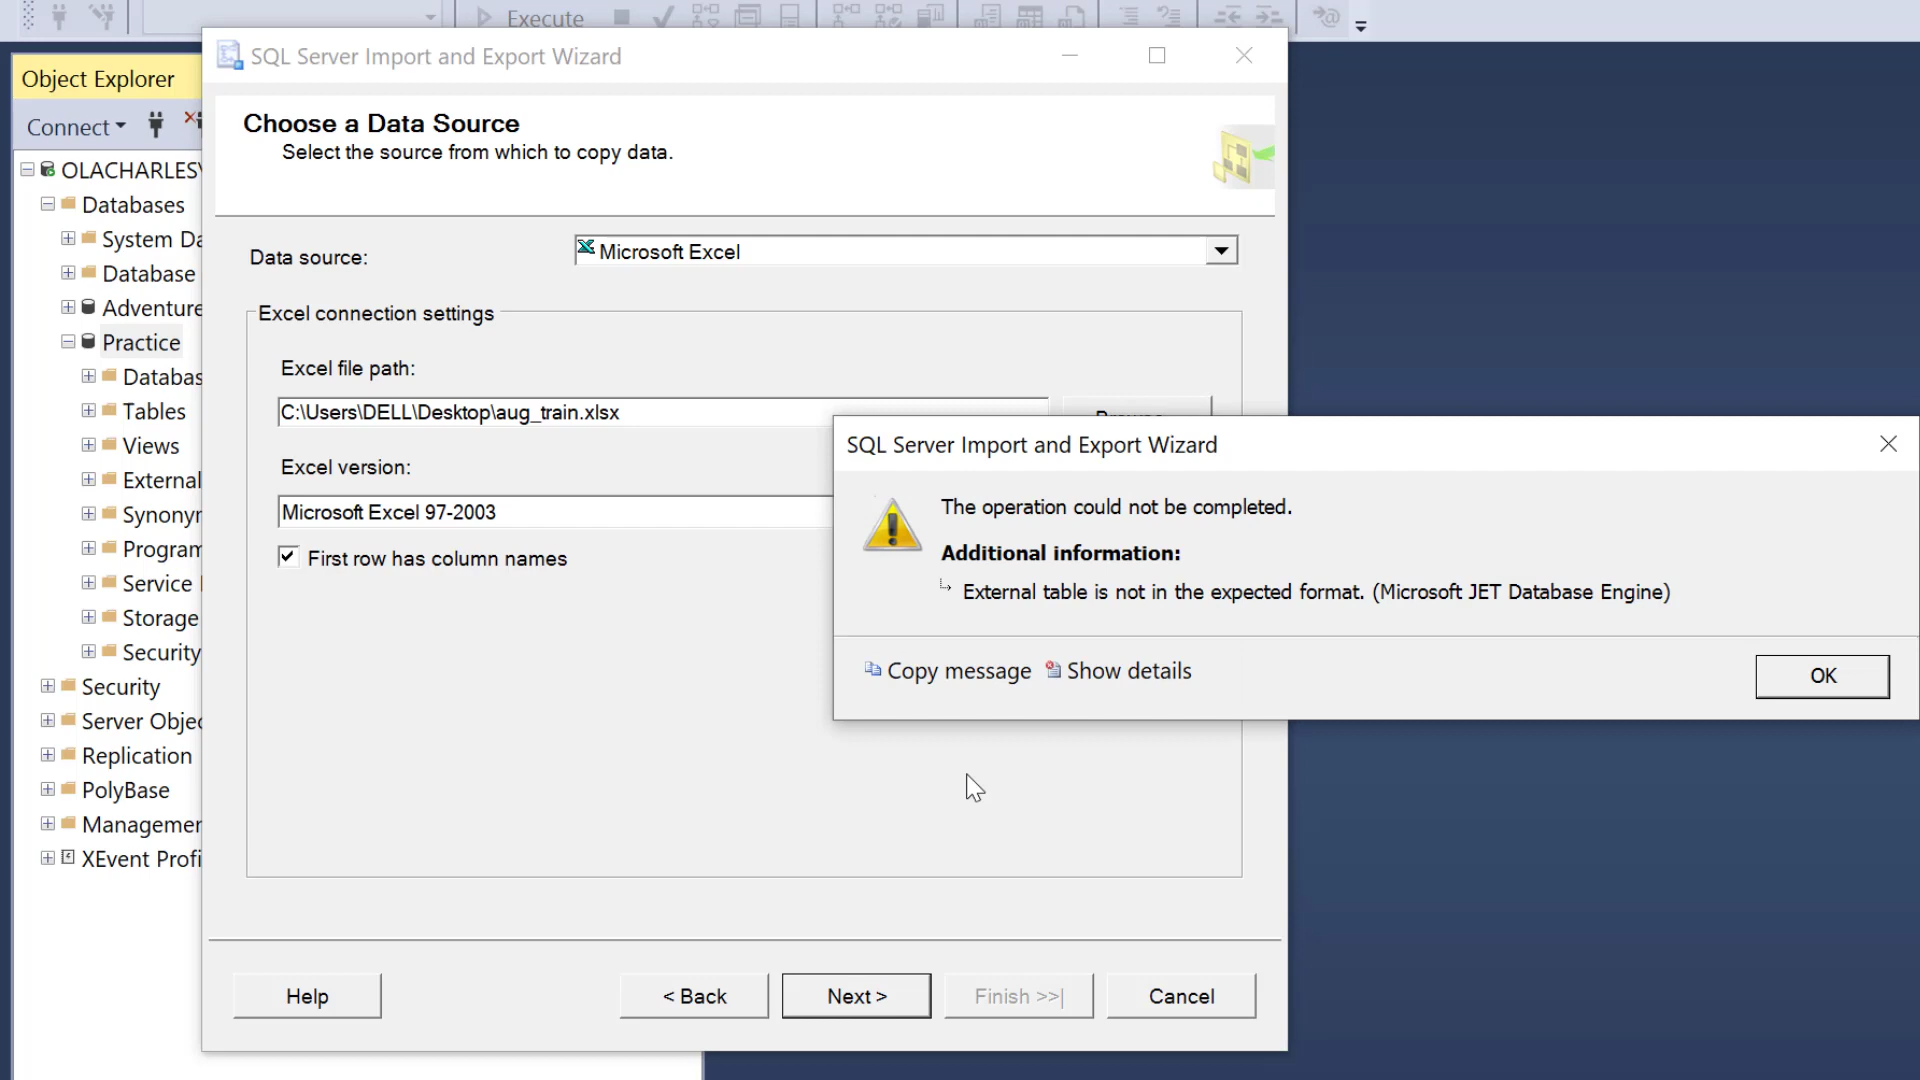 Execute
SQL Server Import and Export Wizard
Object Explorer
Connect
OLACHARLES
Databases
System Da
Database
Adventure
Practice
Databas
Tables
Views
External
Synonyr
Program
Service
Storage
Security
Security
Server Objec
Replication
PolyBase
Managemer
XEvent Profi
Choose a Data Source
Select the source from which to copy data.
Data source:
Microsoft Excel
Excel connection settings
Excel file path:
C:\Users\DELL\Desktop\aug_train.xlsx
Browse
Excel version:
Microsoft Excel 97-2003
First row has column names
SQL Server Import and Export Wizard
The operation could not be completed.
Additional information:
External table is not in the expected format. (Microsoft JET Database Engine)
Copy message
Show details
OK
Help
< Back
Next >
Finish >>|
Cancel